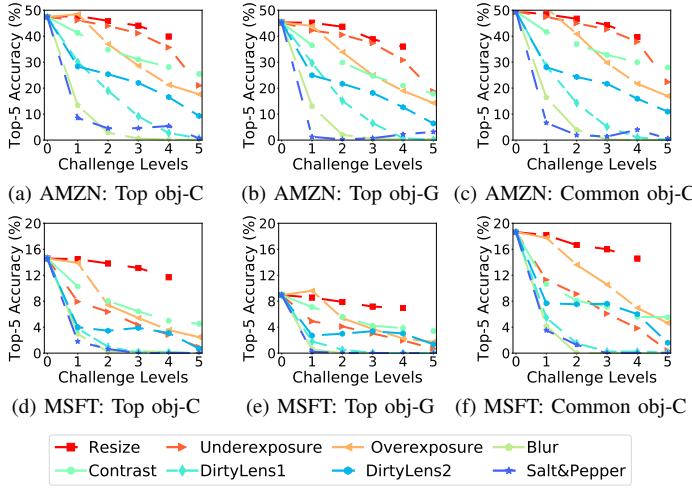 50
40
30
20
10
0
Top-5 Accuracy (%)
0 1 2 3 4 5
Challenge Levels
(a) AMZN: Top obj-C
50
40
30
20
10
0
Top-5 Accuracy (%)
0 1 2 3 4 5
Challenge Levels
(b) AMZN: Top obj-G
50
40
30
20
10
0
Top-5 Accuracy (%)
0 1 2 3 4 5
Challenge Levels
(c) AMZN: Common obj-C
20
16
12
8
4
0
Top-5 Accuracy (%)
0 1 2 3 4 5
(d) MSFT: Top obj-C
20
16
12
8
4
0
Top-5 Accuracy (%)
0 1 2 3 4 5
(e) MSFT: Top obj-G
20
16
12
8
4
0
Top-5 Accuracy (%)
0 1 2 3 4 5
(f) MSFT: Common obj-C
Resize Underexposure Overexposure Blur
Contrast DirtyLens1 DirtyLens2 Salt&Pepper